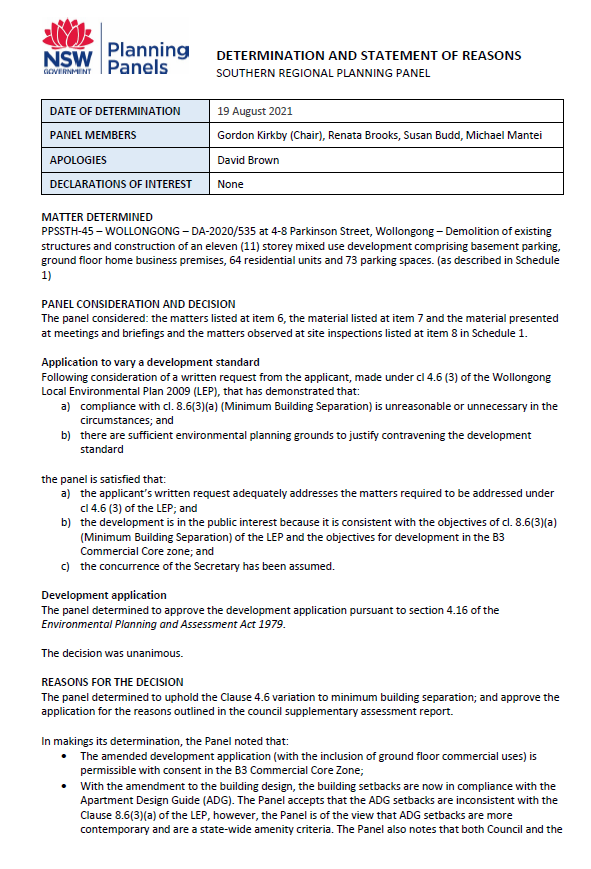 NSW
GOVERNMENT
Planning
Panels
DETERMINATION AND STATEMENT OF REASONS
SOUTHERN REGIONAL PLANNING PANEL
DATE OF DETERMINATION 19 August 2021
PANEL MEMBERS Gordon Kirkby (Chair), Renata Brooks, Susan Budd, Michael Mantei
APOLOGIES David Brown
DECLARATIONS OF INTEREST None
MATTER DETERMINED
PPSSTH-45 – WOLLONGONG – DA-2020/535 at 4-8 Parkinson Street, Wollongong – Demolition of existing
structures and construction of an eleven (11) storey mixed use development comprising basement parking,
ground floor home business premises, 64 residential units and 73 parking spaces. (as described in Schedule
1)
PANEL CONSIDERATION AND DECISION
The panel considered: the matters listed at item 6, the material listed at item 7 and the material presented
at meetings and briefings and the matters observed at site inspections listed at item 8 in Schedule 1.
Application to vary a development standard
Following consideration of a written request from the applicant, made under cl 4.6 (3) of the Wollongong
Local Environmental Plan 2009 (LEP), that has demonstrated that:
a) compliance with cl. 8.6(3)(a) (Minimum Building Separation) is unreasonable or unnecessary in the
circumstances; and
b) there are sufficient environmental planning grounds to justify contravening the development
standard
the panel is satisfied that:
a) the applicant's written request adequately addresses the matters required to be addressed under
cl 4.6 (3) of the LEP; and
b) the development is in the public interest because it is consistent with the objectives of cl. 8.6(3)(a)
(Minimum Building Separation) of the LEP and the objectives for development in the B3
Commercial Core zone; and
c) the concurrence of the Secretary has been assumed.
Development application
The panel determined to approve the development application pursuant to section 4.16 of the
Environmental Planning and Assessment Act 1979.
The decision was unanimous.
REASONS FOR THE DECISION
The panel determined to uphold the Clause 4.6 variation to minimum building separation; and approve the
application for the reasons outlined in the council supplementary assessment report.
In makings its determination, the Panel noted that:
• The amended development application (with the inclusion of ground floor commercial uses) is
permissible with consent in the B3 Commercial Core Zone;
• With the amendment to the building design, the building setbacks are now in compliance with the
Apartment Design Guide (ADG). The Panel accepts that the ADG setbacks are inconsistent with the
Clause 8.6(3)(a) of the LEP, however, the Panel is of the view that ADG setbacks are more
contemporary and are a state-wide amenity criteria. The Panel also notes that both Council and the